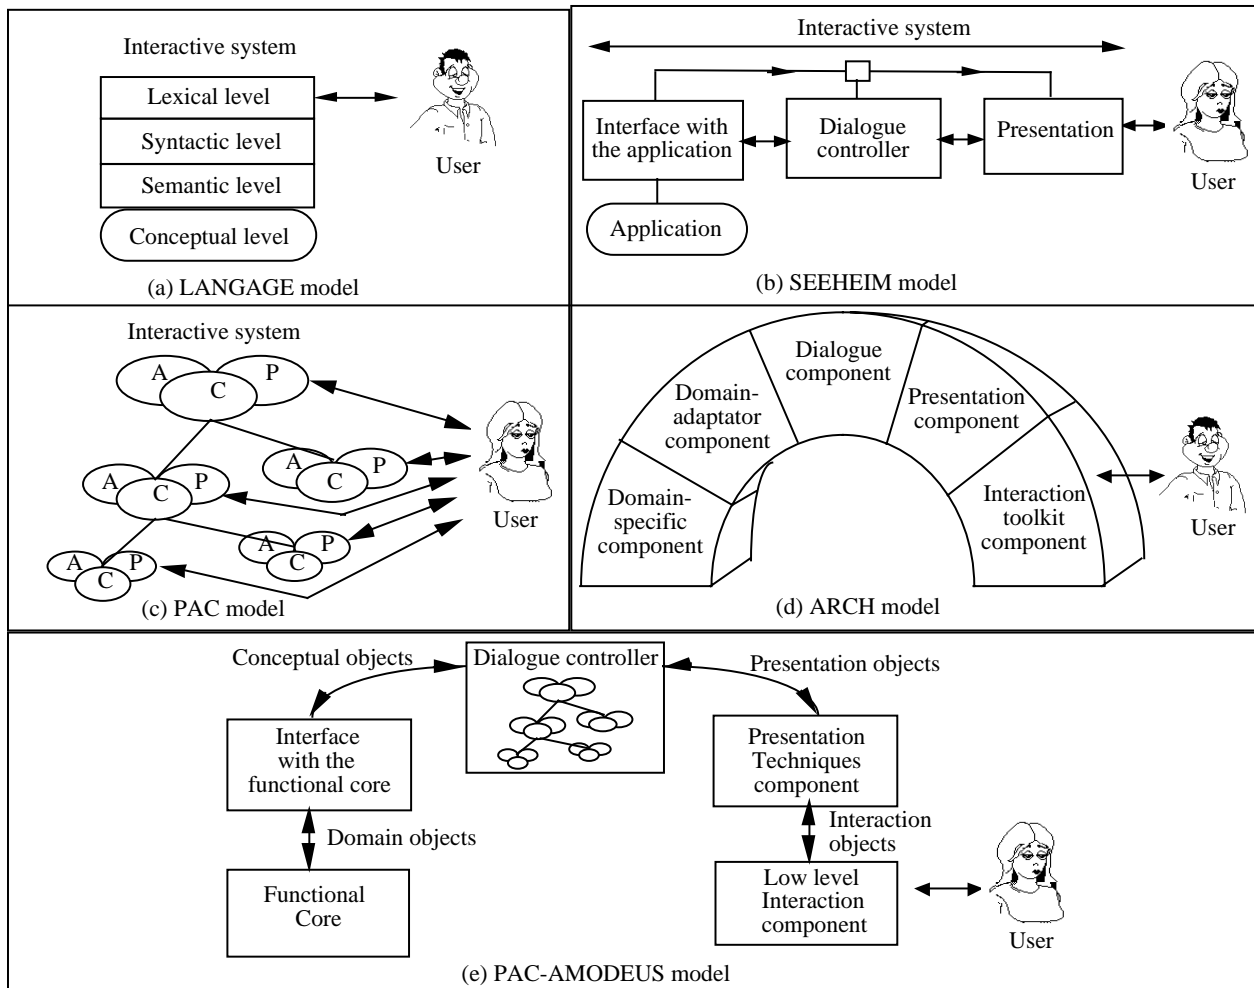 Interactive system
Lexical level
Syntactic level
Semantic level
Conceptual level
User
(a) LANGAGE model
Interactive system
Interface with
the application
Dialogue
controller
Presentation
User
Application
(b) SEEHEIM model
Interactive system
A
C
P
A
C
P
A
C
P
A
C
P
A
C
P
User
(c) PAC model
Dialogue
component
Domain-
adaptator
component
Presentation
component
Domain-
specific
component
Interaction
toolkit
component
User
(d) ARCH model
Conceptual objects
Dialogue controller
Presentation objects
Interface
with the
functional core
Presentation
Techniques
component
Domain objects
Interaction
objects
Functional
Core
Low level
Interaction
component
User
(e) PAC-AMODEUS model